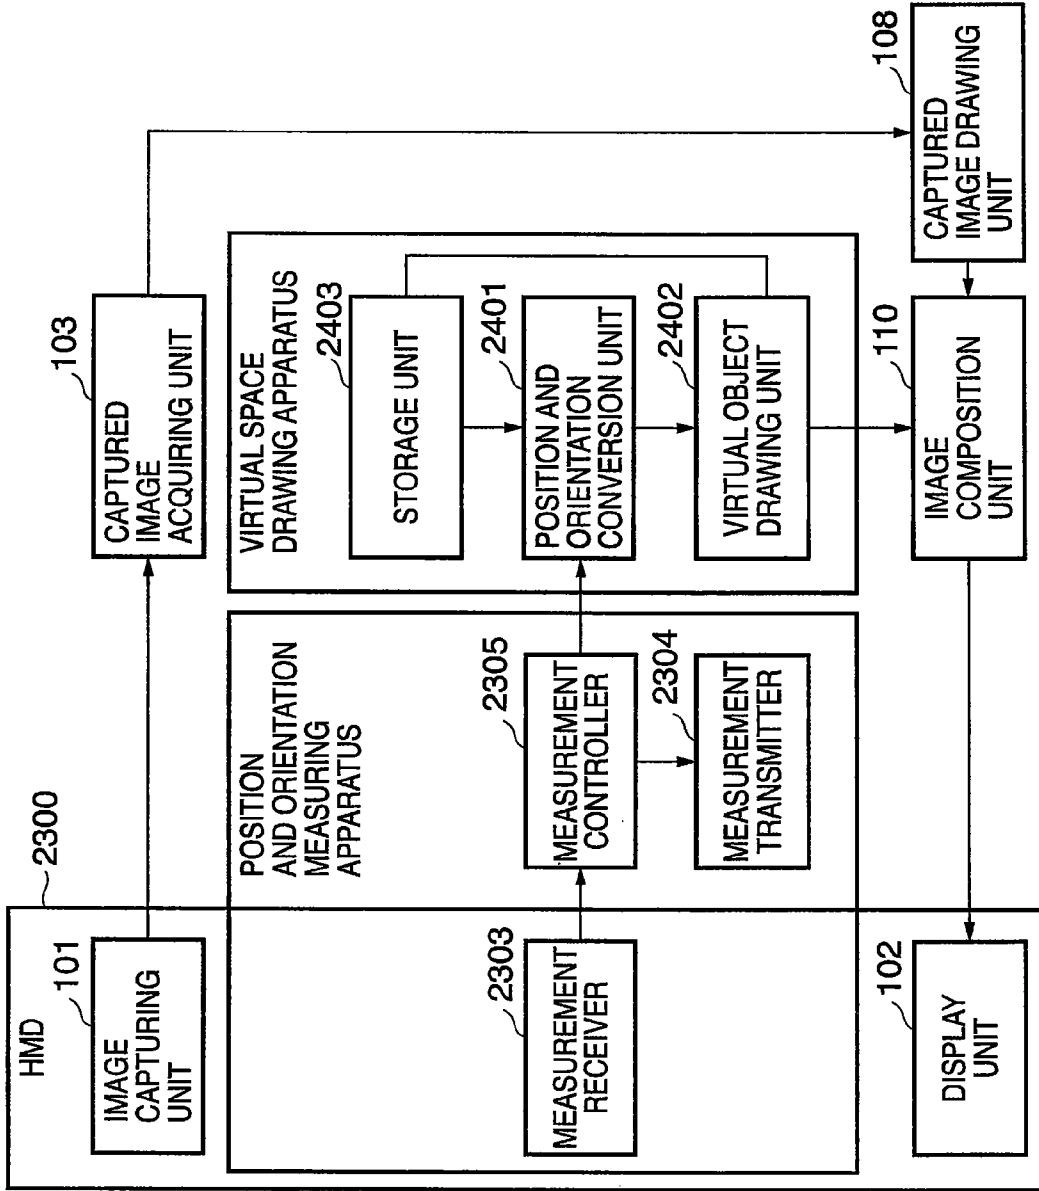 2300
HMD
101
IMAGE
CAPTURING
UNIT
103
CAPTURED
IMAGE
ACQUIRING UNIT
POSITION
AND ORIENTATION
MEASURING
APPARATUS
2303
MEASUREMENT
RECEIVER
2305
MEASUREMENT
CONTROLLER
2304
MEASUREMENT
TRANSMITTER
VIRTUAL SPACE
DRAWING APPARATUS
2403
STORAGE UNIT
2401
POSITION AND
ORIENTATION
CONVERSION UNIT
2402
VIRTUAL OBJECT
DRAWING UNIT
102
DISPLAY
UNIT
110
IMAGE
COMPOSITION
UNIT
108
CAPTURED
IMAGE DRAWING
UNIT